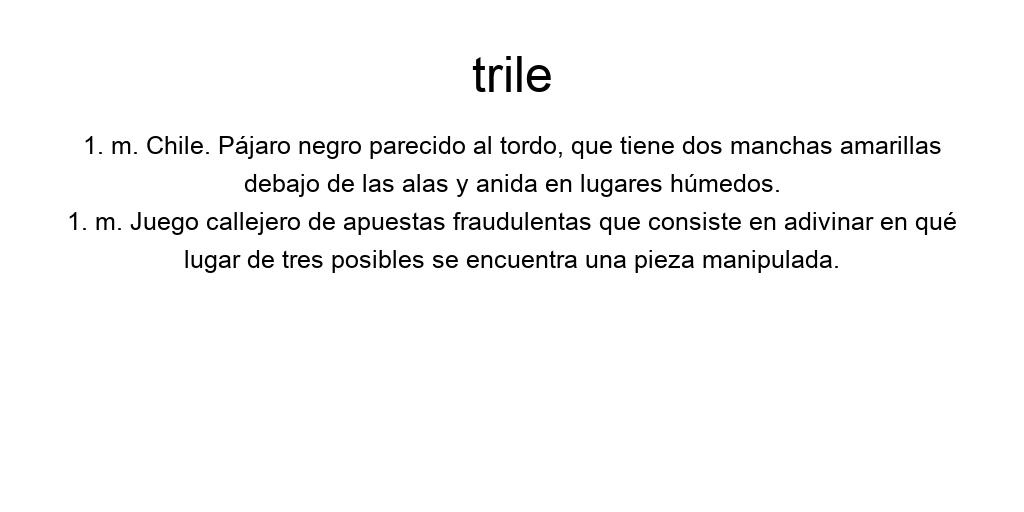 trile
1. m. Chile. Pájaro negro parecido al tordo, que tiene dos manchas amarillas
debajo de las alas y anida en lugares húmedos.
1. m. Juego callejero de apuestas fraudulentas que consiste en adivinar en qué
lugar de tres posibles se encuentra una pieza manipulada.